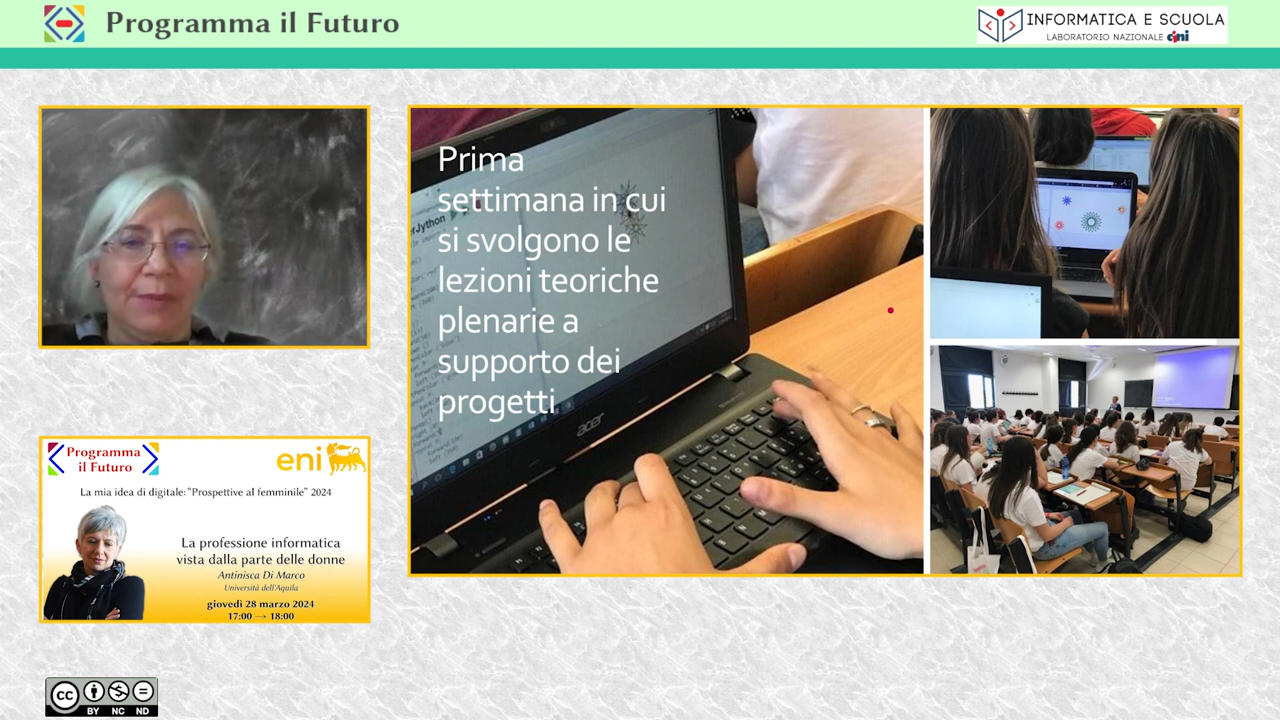 Programma il Futuro
INFORMATICA E SCUOLA
LABORATORIO NAZIONALE cini
Prima
settimana in cui
si svolgono le
lezioni teoriche
plenarie a
supporto dei
progetti
acer
Programma
il Futuro
eni
La mia idea di digitale: "Prospettive al femminile" 2024
La professione informatica
vista dalla parte delle donne
Antinisca Di Marco
Università dell'Aquila
giovedì 28 marzo 2024
17:00 → 18:00
cc
BY NC ND